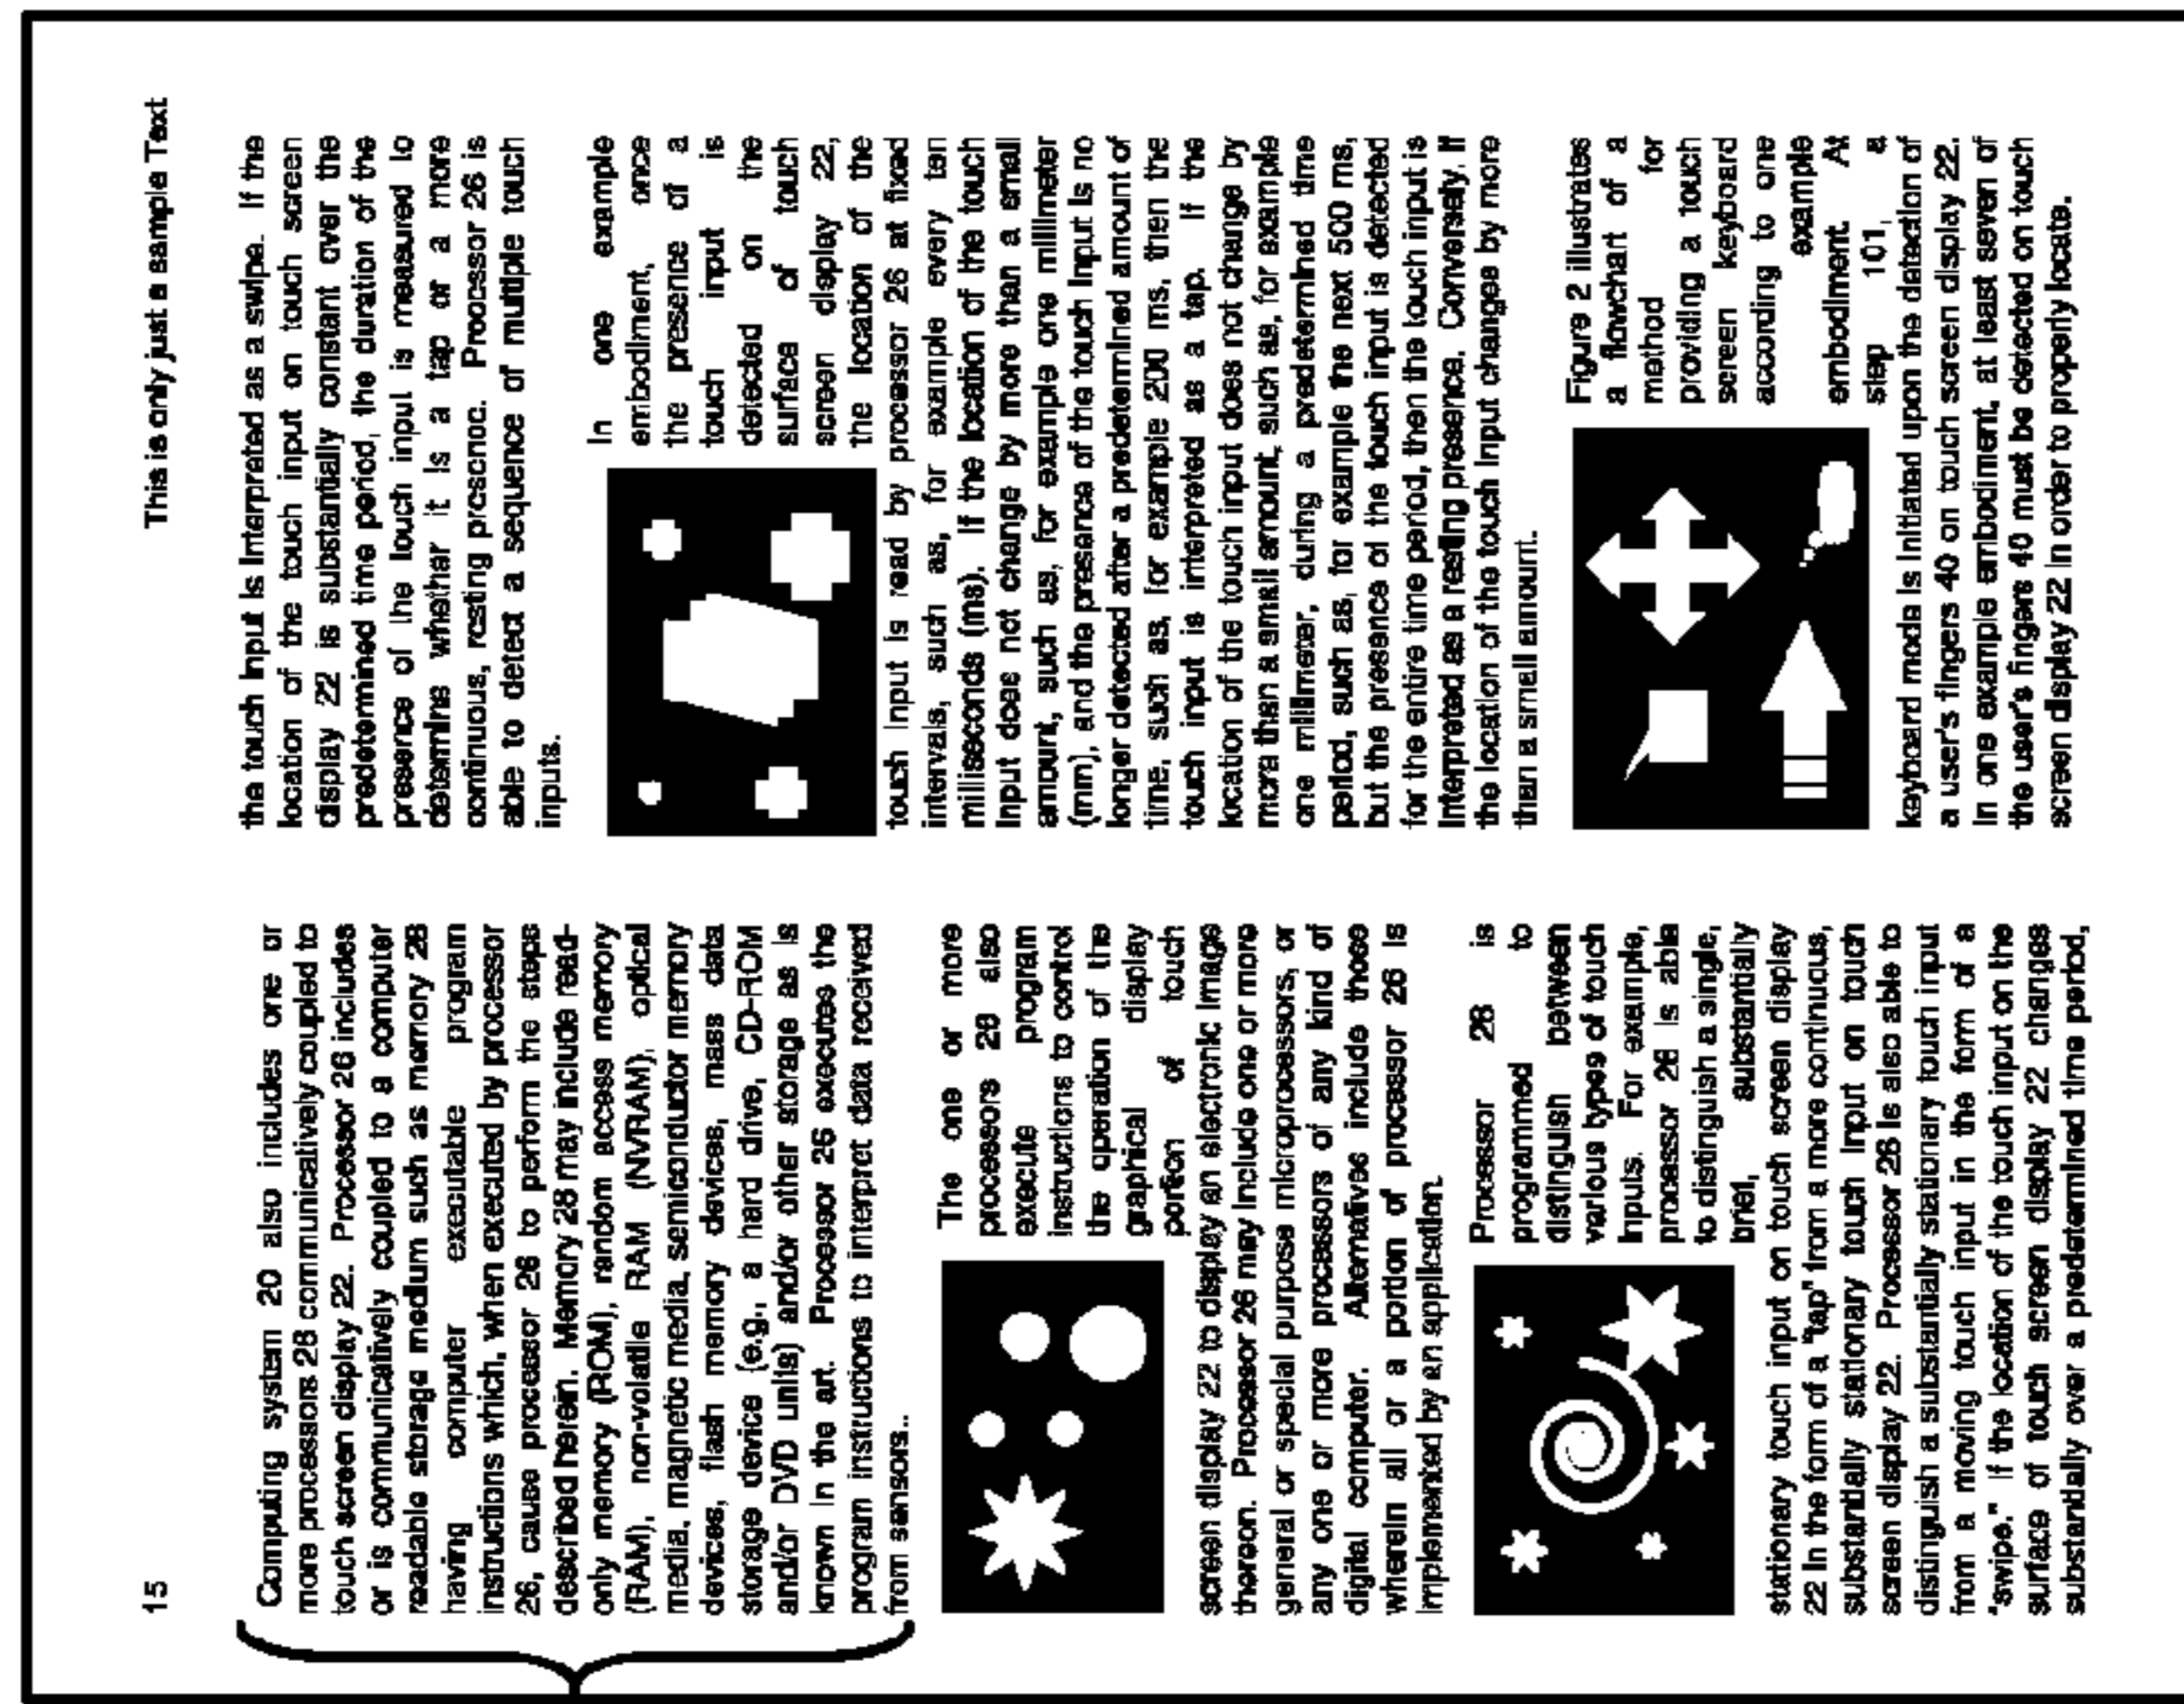 15
This is only just a sample Text
Computing system 20 also includes one or
more processors 28 communicatively coupled to
touch screen display 22. Processor 26 includes
or is communicatively coupled to a computer
readable storage medium such as memory 28
having computer executable program
instructions which, when executed by processor
26, cause processor 26 to perform the steps
described herein. Memory 28 may include read-
only memory (ROM), random access memory
(RAM), non-volatile RAM (NVRAM), optical
media, magnetic media, semiconductor memory
devices, flash memory devices, mass data
storage device (e.g., a hard drive, CD-ROM
and/or DVD units) and/or other storage as is
known in the art. Processor 26 executes the
program instructions to interpret data received
from sensors..
The one or more
processors 28 also
execute program
instructions to control
the operation of the
graphical display
portion of touch
screen display 22 to display an electronic image
thereon. Processor 26 may include one or more
general or special purpose microprocessors, or
any one or more processors of any kind of
digital computer. Alternatives include those
wherein all or a portion of processor 26 is
implemented by an application.
Processor 28 is
programmed to
distinguish between
various types of touch
inputs. For example,
processor 26 is able
to distinguish a single,
brief, substantially
stationary touch input on touch screen display
22 in the form of a "tap" from a more continuous,
substantially stationary touch input on touch
screen display 22. Processor 28 is also able to
distinguish a substantially stationary touch input
from a moving touch input in the form of a
"swipe." If the location of the touch input on the
surface of touch screen display 22 changes
substantially over a predetermined time period,
the touch input is interpreted as a swipe. If the
location of the touch input on touch screen
display 22 is substantially constant over the
predetermined time period, the duration of the
presence of the touch input is measured to
determine whether it is a tap or a more
continuous, resting presence. Processor 26 is
able to detect a sequence of multiple touch
inputs.
In one example
embodiment, once
the presence of a
touch input is
detected on the
surface of touch
screen display 22,
the location of the
touch input is read by processor 26 at fixed
intervals, such as, for example every ten
milliseconds (ms). If the location of the touch
input does not change by more than a small
amount, such as, for example one millimeter
(mm), and the presence of the touch input is no
longer detected after a predetermined amount of
time, such as, for example 200 ms, then the
touch input is interpreted as a tap. If the
location of the touch input does not change by
more than a small amount, such as, for example
one millimeter, during a predetermined time
period, such as, for example the next 500 ms,
but the presence of the touch input is detected
for the entire time period, then the touch input is
interpreted as a resting presence. Conversely, if
the location of the touch input changes by more
than a small amount.
Figure 2 illustrates
a flowchart of a
method for
providing a touch
screen keyboard
according to one
example
embodiment. At
step 101, a
keyboard mode is initiated upon the detection of
a user's fingers 40 on touch screen display 22.
In one example embodiment, at least seven of
the user's fingers 40 must be detected on touch
screen display 22 in order to properly locate.